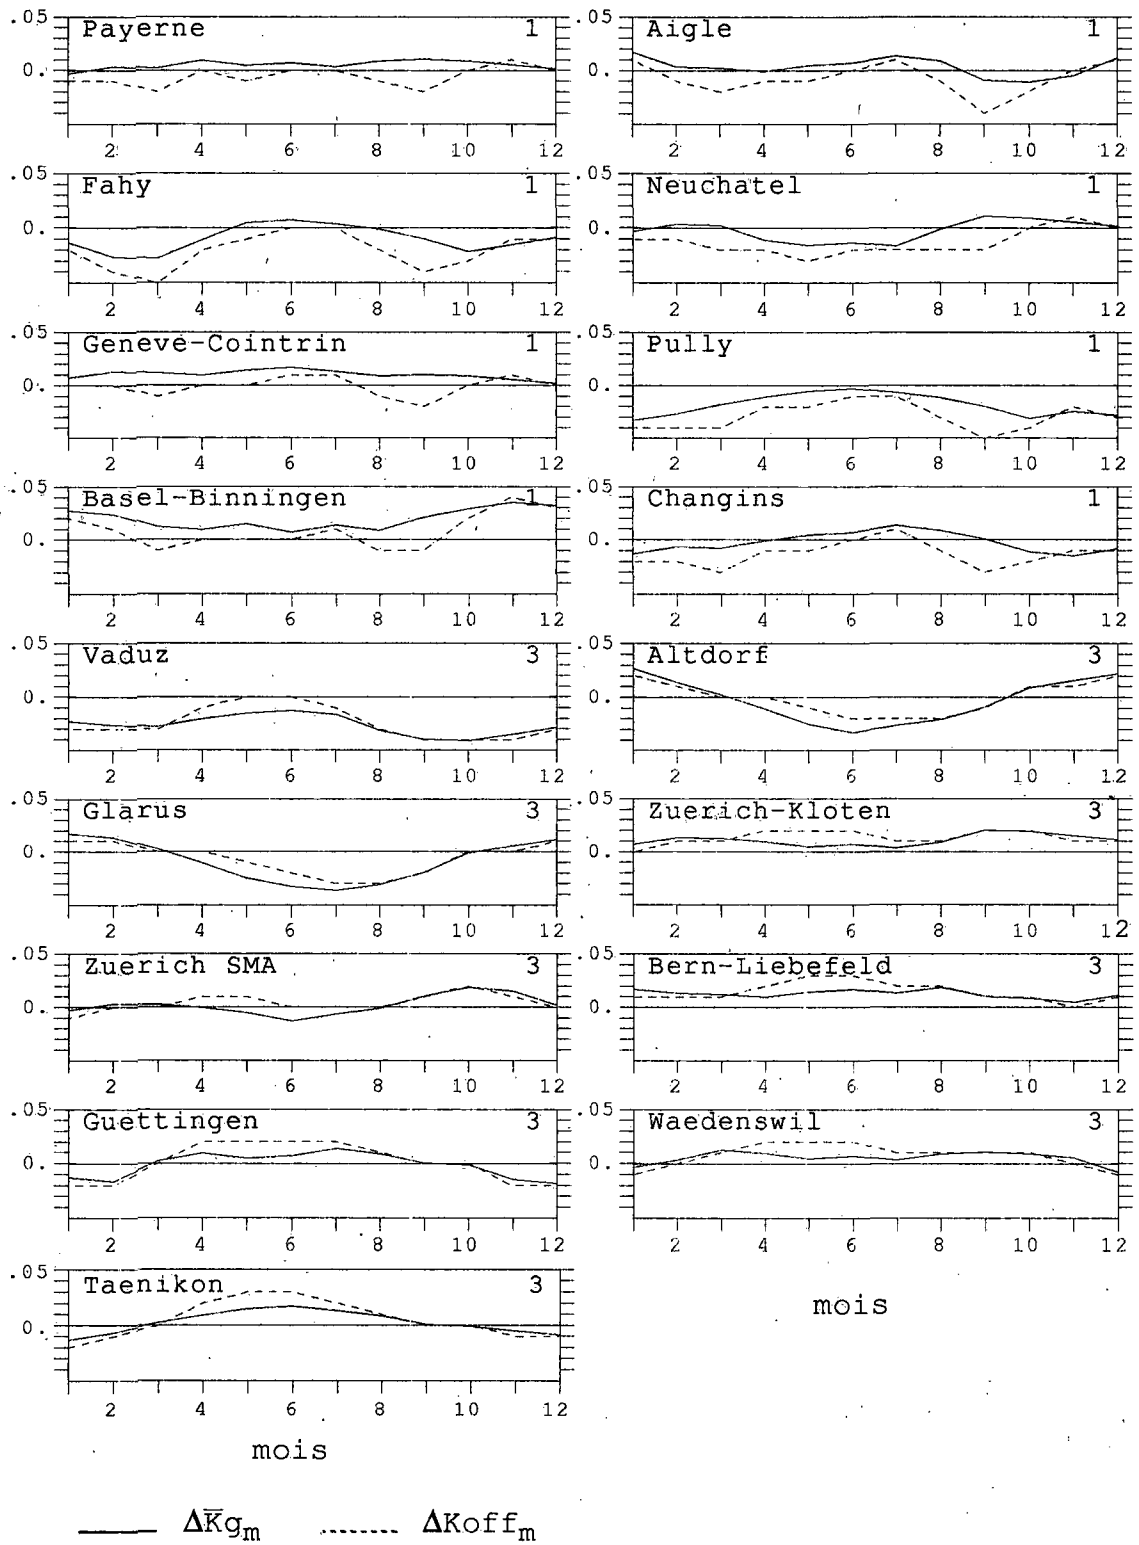 .05 Payerne 1
0.
2 4 6 8 10 12
.05 Aigle 1
0.
2 4 6 8 10 12
.05 Fahy 1
0.
2 4 6 8 10 12
.05 Neuchatel 1
0.
2 4 6 8 10 12
.05 Geneve-Cointrin 1
0.
2 4 6 8 10 12
.05 Pully 1
0.
2 4 6 8 10 12
.05 Basel-Binningen 1
0.
2 4 6 8 10 12
.05 Changins 1
0.
2 4 6 8 10 12
.05 Vaduz 3
0.
2 4 6 8 10 12
.05 Altdorf 3
0.
2 4 6 8 10 12
.05 Glarus 3
0.
2 4 6 8 10 12
.05 Zuerich-Kloten 3
0.
2 4 6 8 10 12
.05 Zuerich SMA 3
0.
2 4 6 8 10 12
.05 Bern-Liebefeld 3
0.
2 4 6 8 10 12
.05 Guettingen 3
0.
2 4 6 8 10 12
.05 Waedenswil 3
0.
2 4 6 8 10 12
.05 Taenikon 3
0.
2 4 6 8 10 12
mois
mois
ΔK̅g_m ΔKoff_m